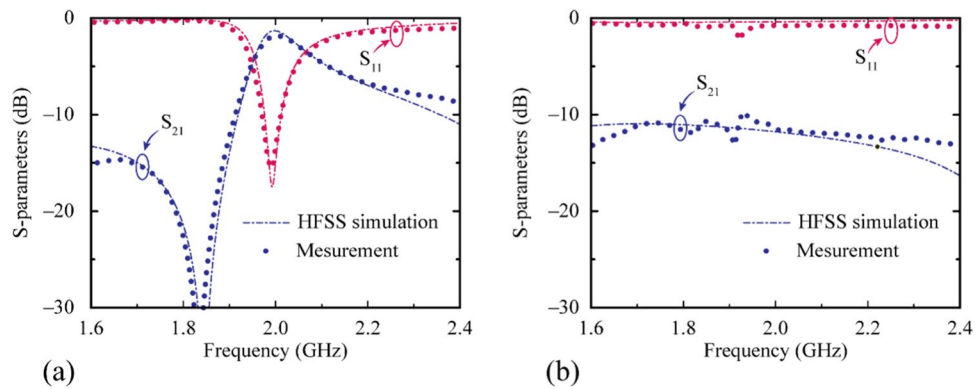 0
−10
−20
−30
S-parameters (dB)
S11
S21
HFSS simulation
Mesurement
1.6 1.8 2.0 2.2 2.4
Frequency (GHz)
(a)
0
−10
−20
−30
S-parameters (dB)
S11
S21
HFSS simulation
Mesurement
1.6 1.8 2.0 2.2 2.4
Frequency (GHz)
(b)